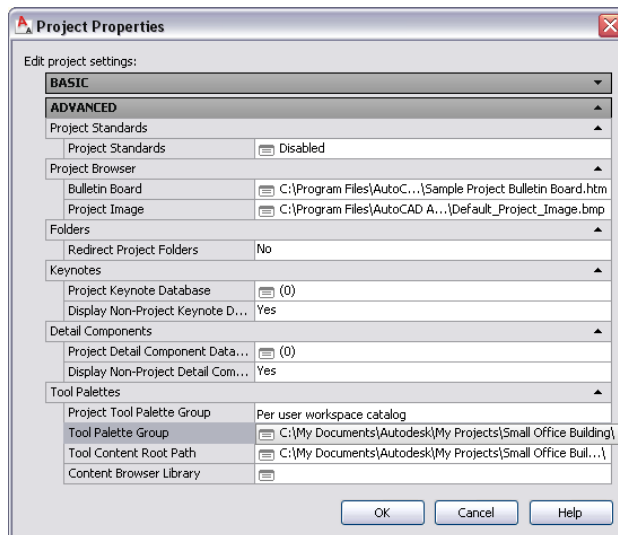 Project Properties
Edit project settings:
BASIC
ADVANCED
Project Standards
Project Standards Disabled
Project Browser
Bulletin Board C:\Program Files\AutoC...\Sample Project Bulletin Board.htm
Project Image C:\Program Files\AutoCAD A...\Default_Project_Image.bmp
Folders
Redirect Project Folders No
Keynotes
Project Keynote Database (0)
Display Non-Project Keynote D... Yes
Detail Components
Project Detail Component Data... (0)
Display Non-Project Detail Com... Yes
Tool Palettes
Project Tool Palette Group Per user workspace catalog
Tool Palette Group C:\My Documents\Autodesk\My Projects\Small Office Building\
Tool Content Root Path C:\My Documents\Autodesk\My Projects\Small Office Buil...\
Content Browser Library
OK Cancel Help